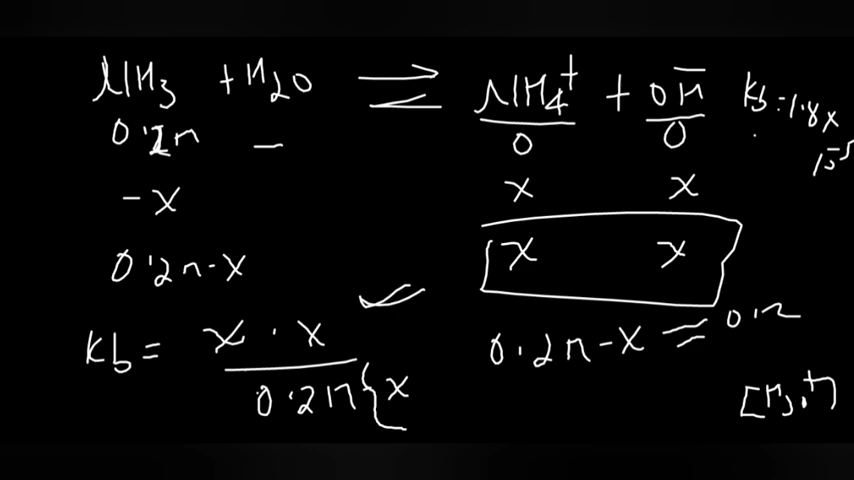 NH3 + H2O ⇌ NH4+ + OH- Kb = 1.8 x 10-5
0.2M — 0 0
-x x x
0.2M-x x x
Kb = x . x / 0.2M { x 0.2M-x = 0.2